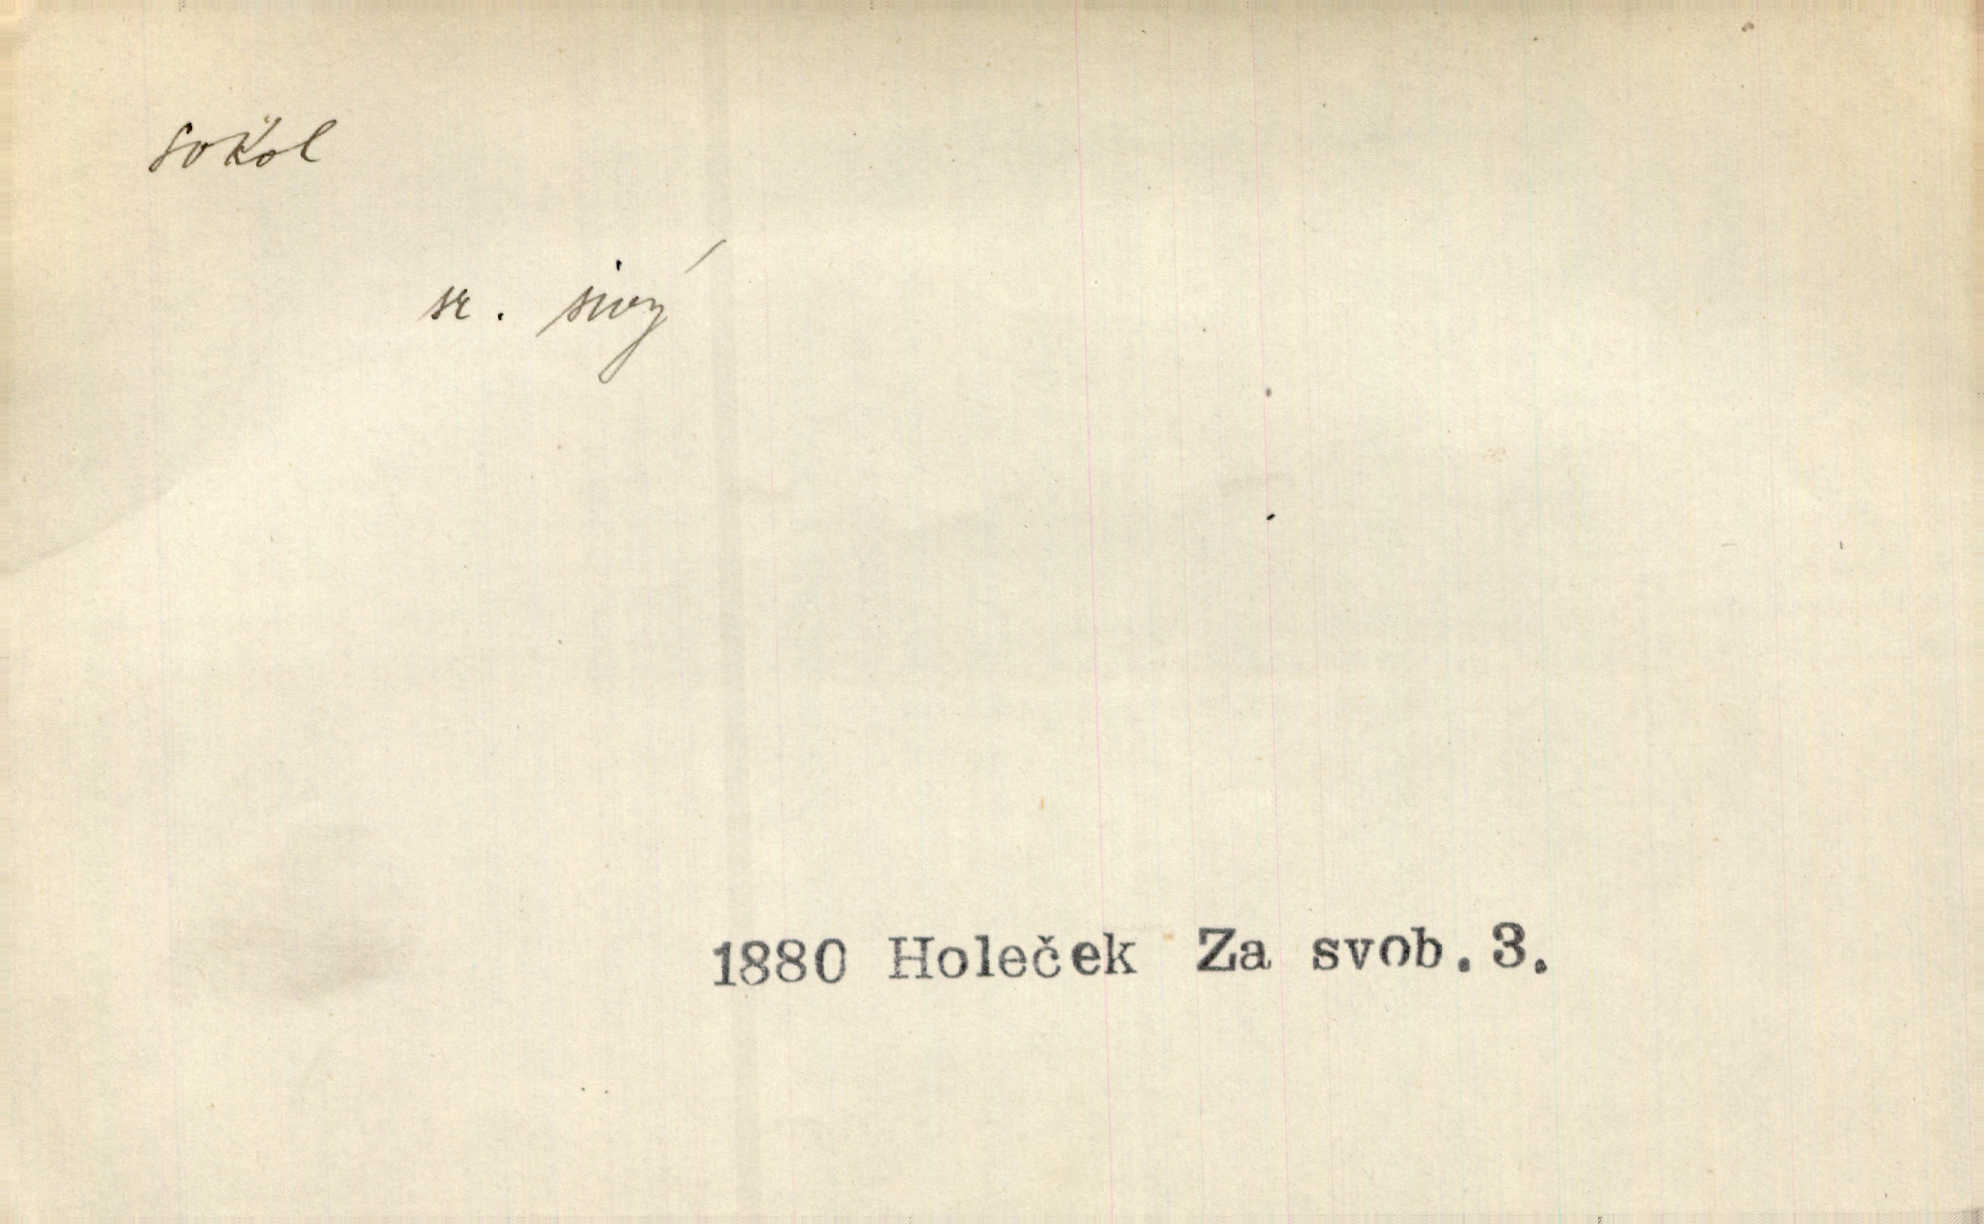 sokol
sr. sivý
1880 Holeček Za svob. 3.